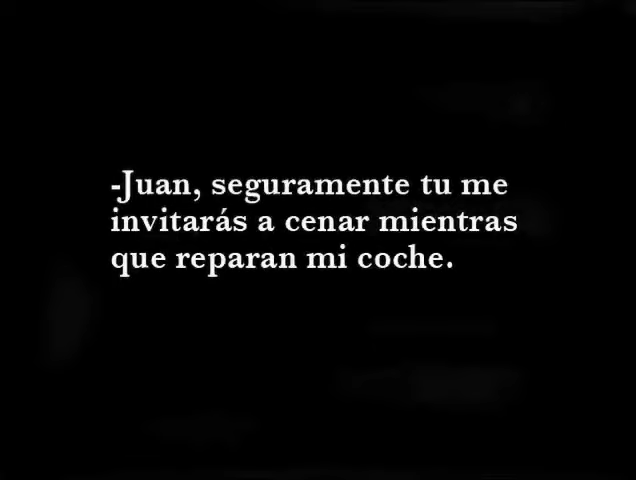 -Juan, seguramente tu me
invitarás a cenar mientras
que reparan mi coche.